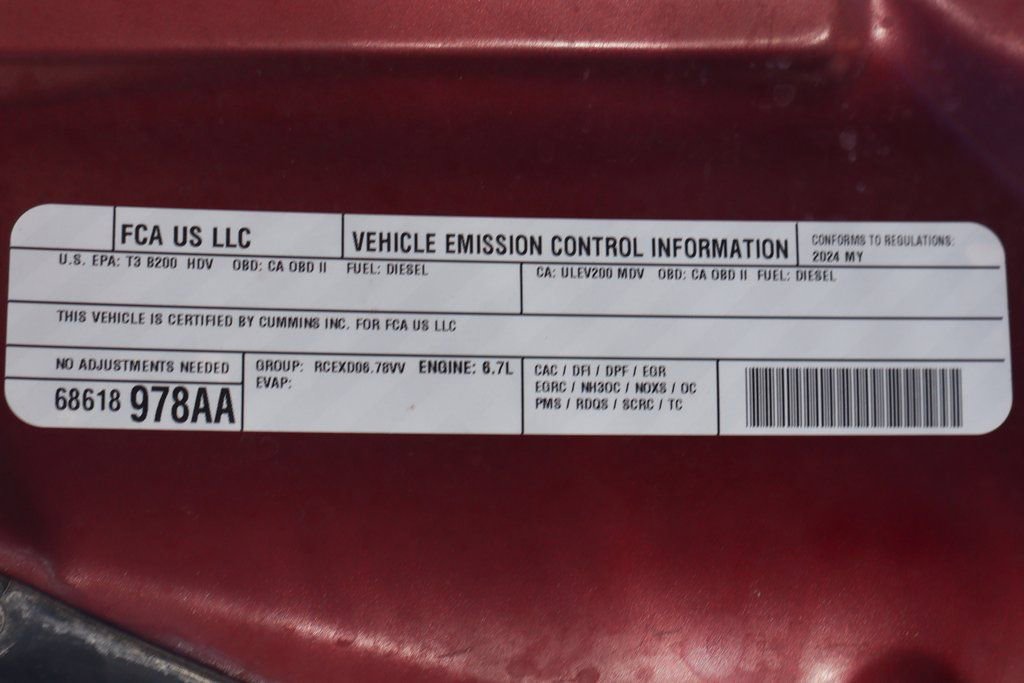 FCA US LLC
VEHICLE EMISSION CONTROL INFORMATION
CONFORMS TO REGULATIONS:
2024 MY
U.S. EPA: T3 B200 HDV OBD: CA OBD II FUEL: DIESEL
CA: ULEV200 MDV OBD: CA OBD II FUEL: DIESEL
THIS VEHICLE IS CERTIFIED BY CUMMINS INC. FOR FCA US LLC
NO ADJUSTMENTS NEEDED
68618 978AA
GROUP: RCEXD06.78VV ENGINE: 6.7L
EVAP:
CAC / DFI / DPF / EGR
EGRC / NH3OC / NOXS / OC
PMS / RDQS / SCRC / TC